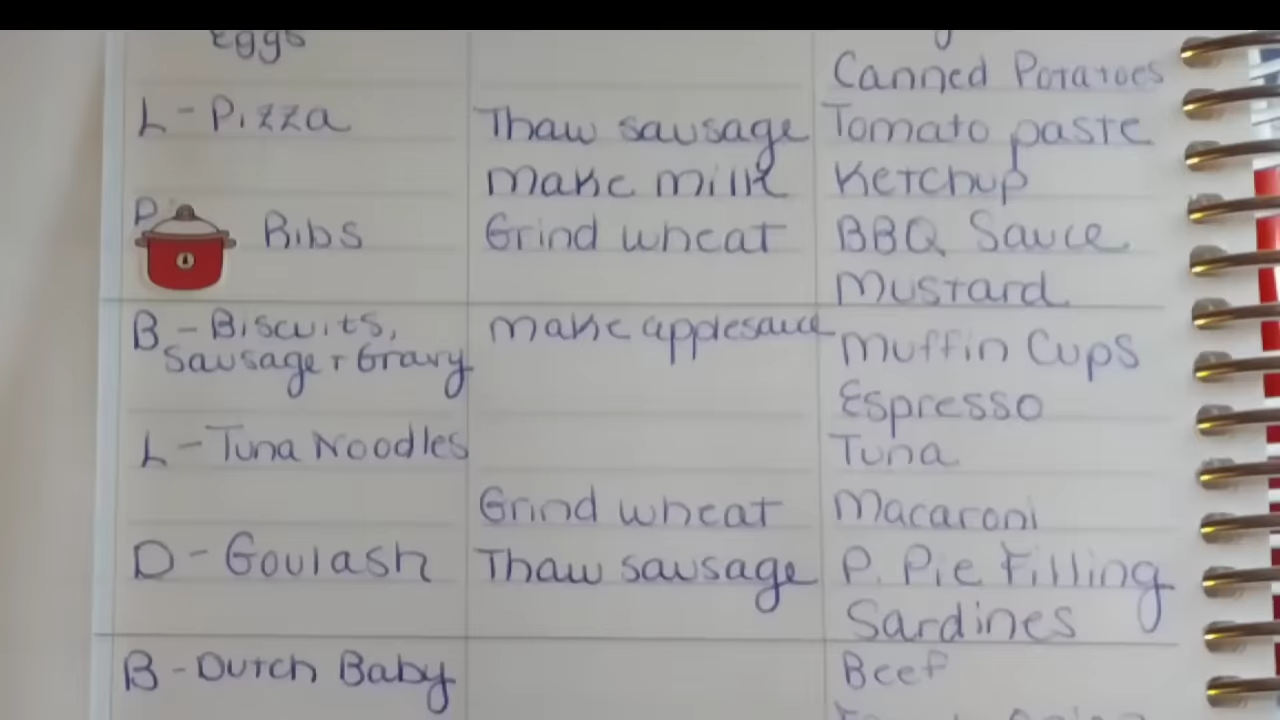 Eggs
L - Pizza
D
Ribs
B - Biscuits,
Sausage + Gravy
L - Tuna Noodles
D - Goulash
B - Dutch Baby
Thaw sausage
Make milk
Grind wheat
Make applesauce
Grind wheat
Thaw sausage
Canned Potatoes
Tomato paste
Ketchup
BBQ Sauce
Mustard
Muffin Cups
Espresso
Tuna
Macaroni
P. Pie Filling
Sardines
Beef